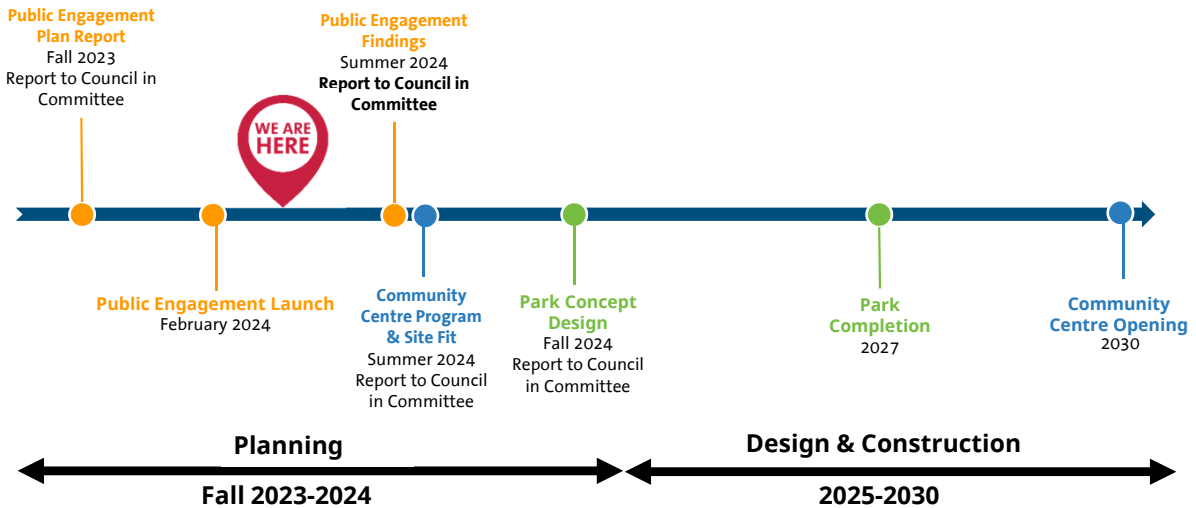 Public Engagement
Plan Report
Fall 2023
Report to Council in
Committee
WE ARE
HERE
Public Engagement
Findings
Summer 2024
Report to Council in
Committee
Public Engagement Launch
February 2024
Community
Centre Program
& Site Fit
Summer 2024
Report to Council
in Committee
Park Concept
Design
Fall 2024
Report to Council
in Committee
Park
Completion
2027
Community
Centre Opening
2030
Planning
Fall 2023-2024
Design & Construction
2025-2030